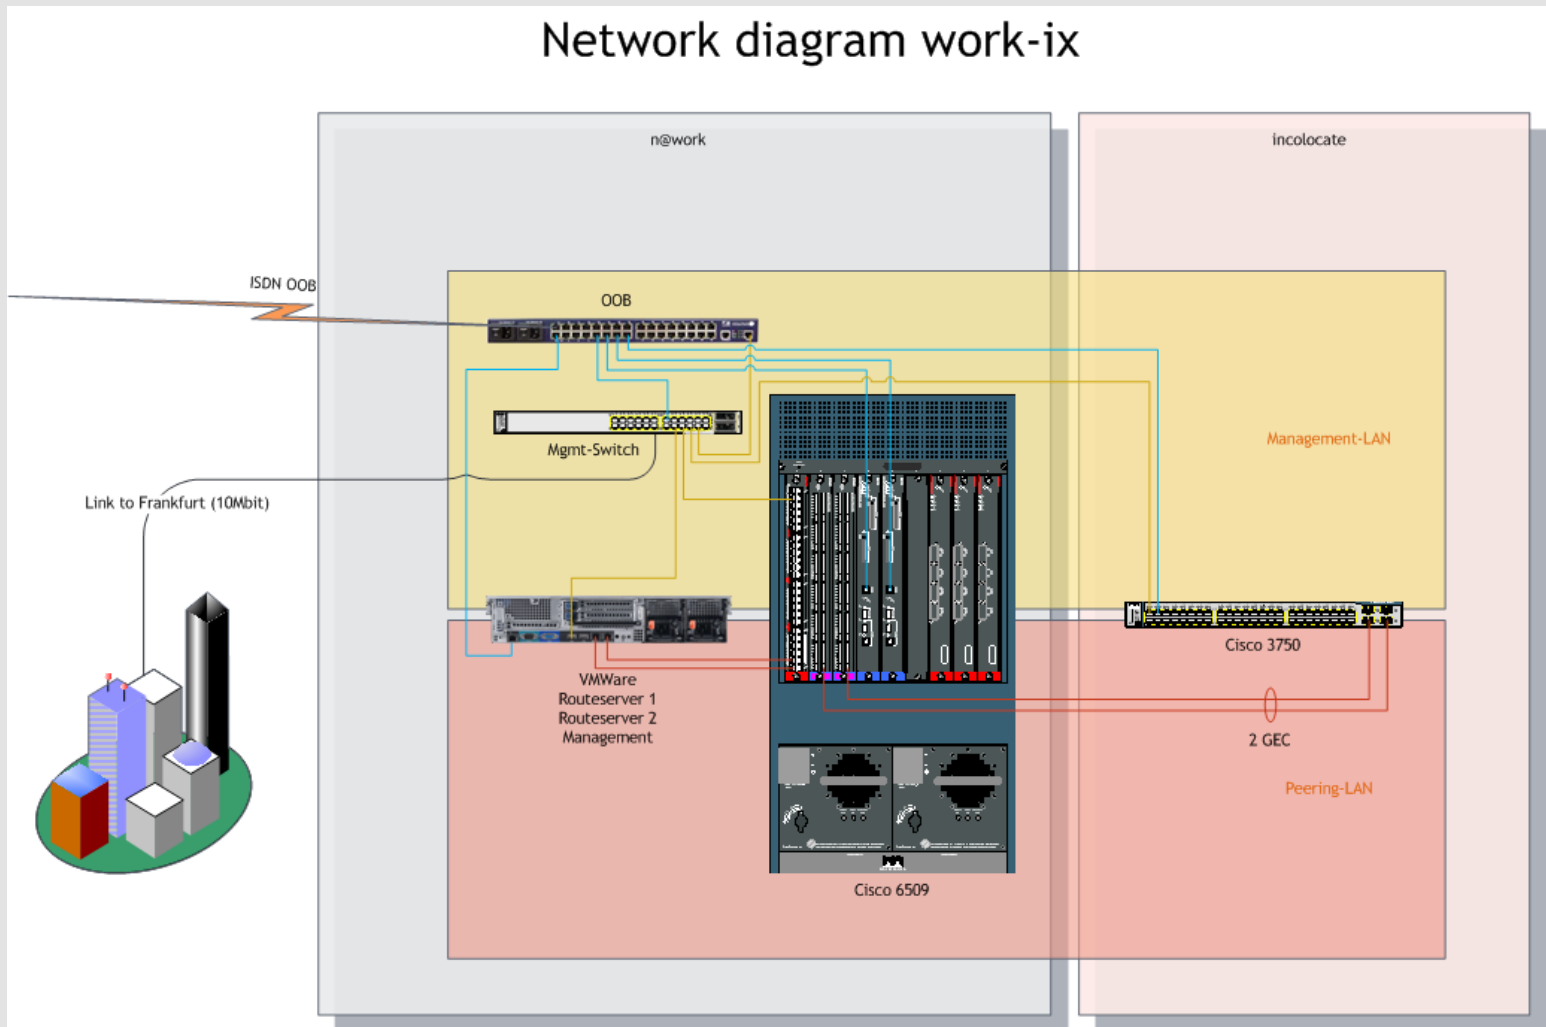 Network diagram work-ix
n@work
incolocate
ISDN OOB
OOB
Mgmt-Switch
Management-LAN
Link to Frankfurt (10Mbit)
Cisco 3750
VMWare
Routeserver 1
Routeserver 2
Management
2 GEC
Peering-LAN
Cisco 6509